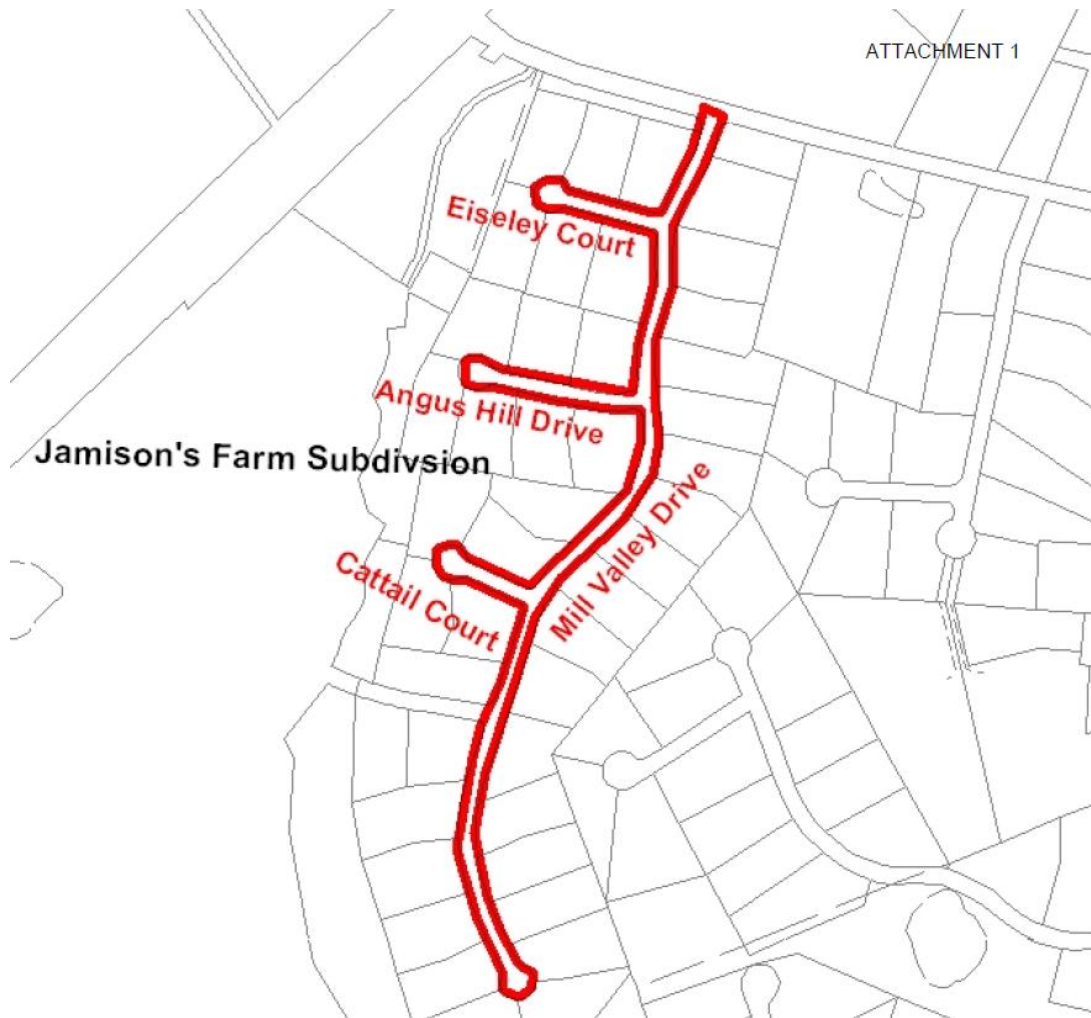 ATTACHMENT 1
Eiseley Court
Angus Hill Drive
Jamison's Farm Subdivsion
Mill Valley Drive
Cattail Court